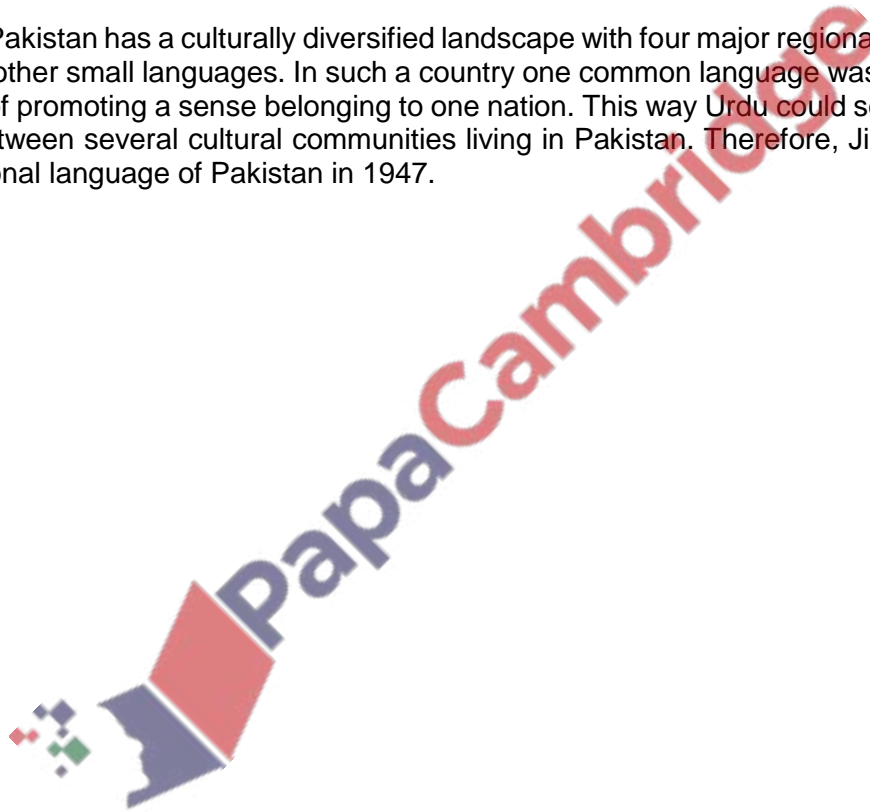 Pakistan has a culturally diversified landscape with four major regiona
other small languages. In such a country one common language was
f promoting a sense belonging to one nation. This way Urdu could s
tween several cultural communities living in Pakistan. Therefore, Ji
onal language of Pakistan in 1947.
PapaCambridge